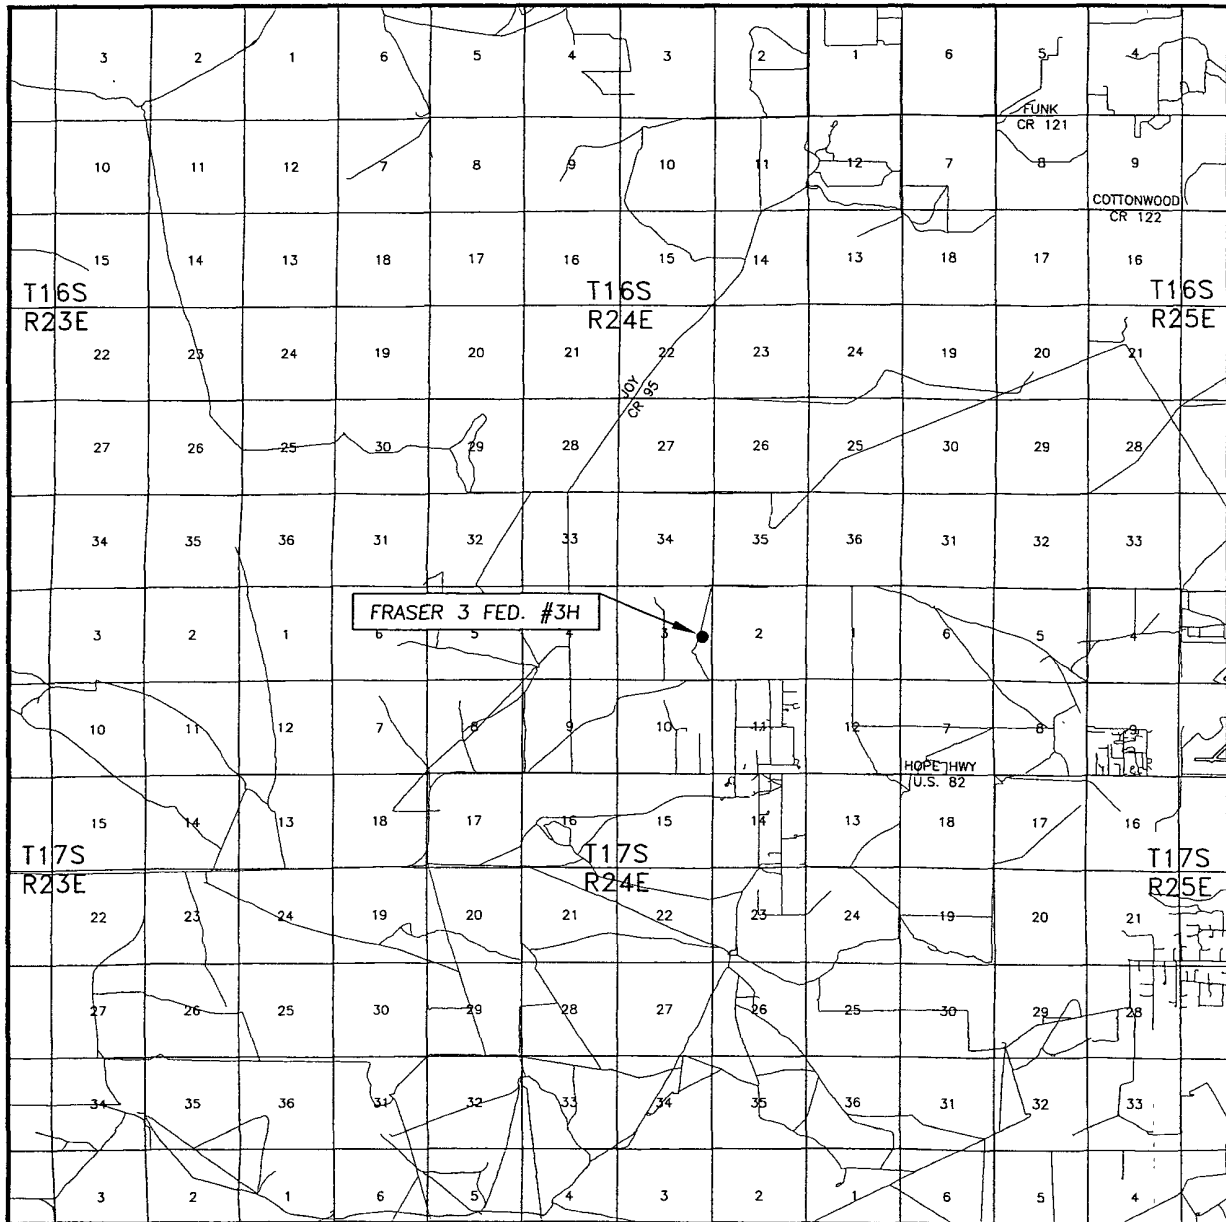 3 2 1 6 5 4 3 2 1 6 5 4
FUNK
CR 121
10 11 12 7 8 9 10 11 12 7 8 9
COTTONWOOD
CR 122
15 14 13 18 17 16 15 14 13 18 17 16
T16S T16S T16S
R23E R24E R25E
22 23 24 19 20 21 22 23 24 19 20 21
JOY
CR 95
27 26 25 30 29 28 27 26 25 30 29 28
34 35 36 31 32 33 34 35 36 31 32 33
FRASER 3 FED. #3H
3 2 1 6 5 4 3 2 1 6 5 4
10 11 12 7 8 9 10 11 12 7 8 9
HOPE HWY
U.S. 82
15 14 13 18 17 16 15 14 13 18 17 16
T17S T17S T17S
R23E R24E R25E
22 23 24 19 20 21 22 23 24 19 20 21
27 26 25 30 29 28 27 26 25 30 29 28
34 35 36 31 32 33 34 35 36 31 32 33
3 2 1 6 5 4 3 2 1 6 5 4